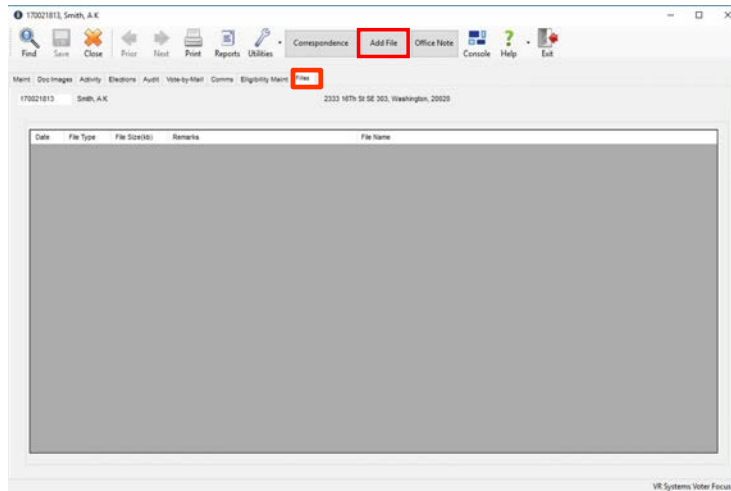 170021813, Smith, A K
Find Save Close Prior Next Print Reports Utilities Correspondence Add File Office Note Console Help Exit
Maint Doc Images Activity Elections Audit Vote-by-Mail Comms Eligibility Maint Files
170021813 Smith, A K 2333 16Th St SE 303, Washington, 20020
Date File Type File Size(kb) Remarks File Name
VR Systems Voter Focus